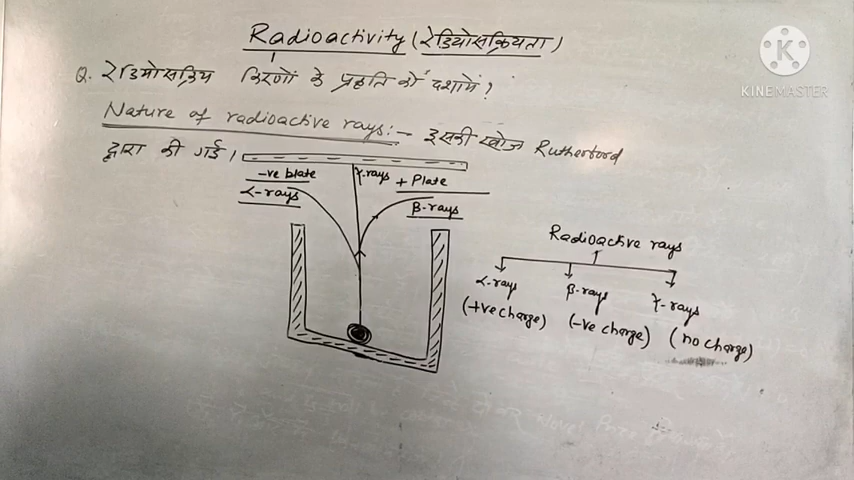 Radioactivity (रेडियोसक्रियता)
Q. रेडियोसक्रिय किरणों के प्रकृति को दर्शायें?
Nature of radioactive rays:- इसकी खोज Rutherford
द्वारा की गई।
-ve plate γ-rays + Plate
α-rays β-rays
Radioactive rays
α-rays β-rays γ-rays
(+ve charge) (-ve charge) (no charge)
KINEMASTER